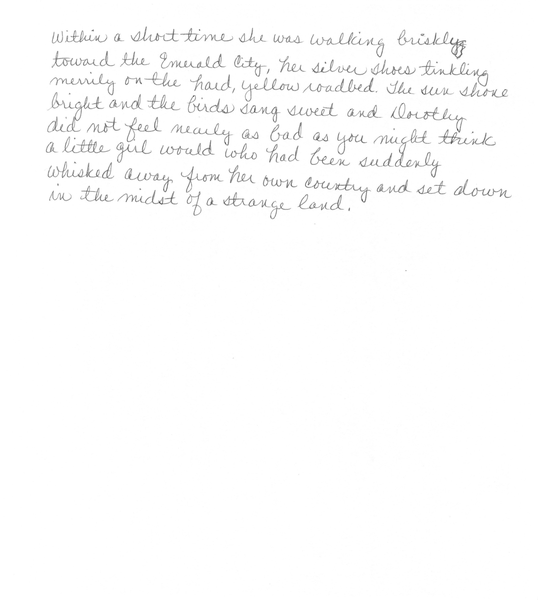 Within a short time she was walking briskly
toward the Emerald City, her silver shoes tinkling
merrily on the hard, yellow roadbed. The sun shone
bright and the birds sang sweet and Dorothy
did not feel nearly as bad as you might think
a little girl would who had been suddenly
whisked away from her own country and set down
in the midst of a strange land.